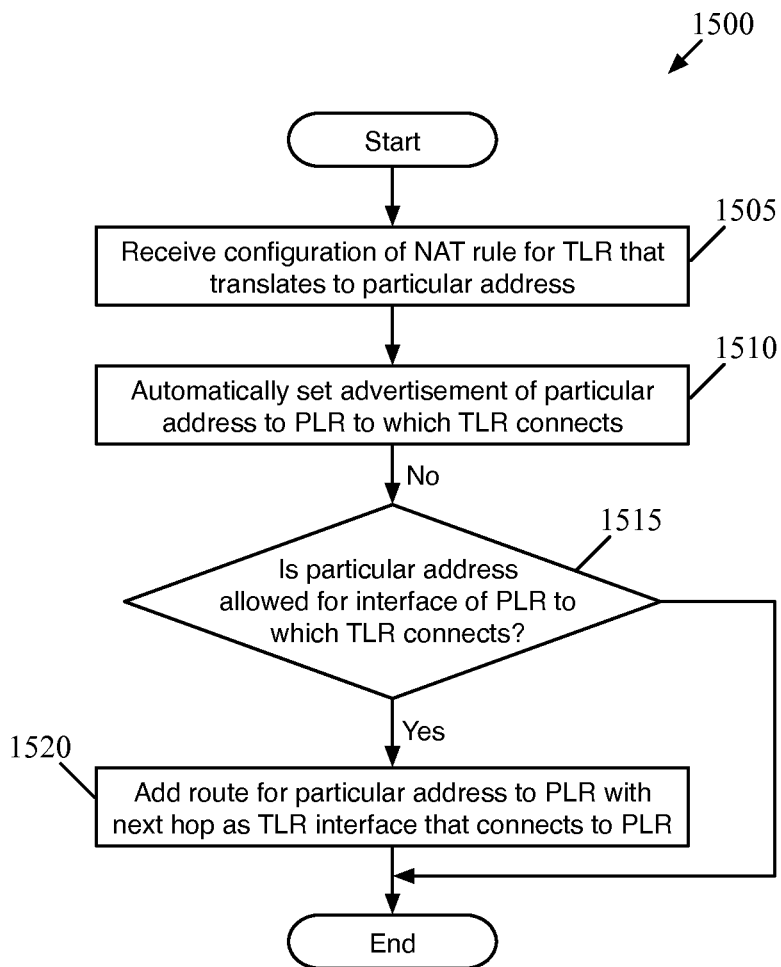 1500
Start
1505
Receive configuration of NAT rule for TLR that
translates to particular address
1510
Automatically set advertisement of particular
address to PLR to which TLR connects
No
1515
Is particular address
allowed for interface of PLR to
which TLR connects?
Yes
1520
Add route for particular address to PLR with
next hop as TLR interface that connects to PLR
End